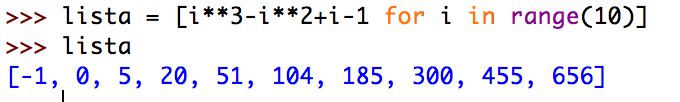 >>> lista = [i**3-i**2+i-1 for i in range(10)]
>>> lista
[-1, 0, 5, 20, 51, 104, 185, 300, 455, 656]